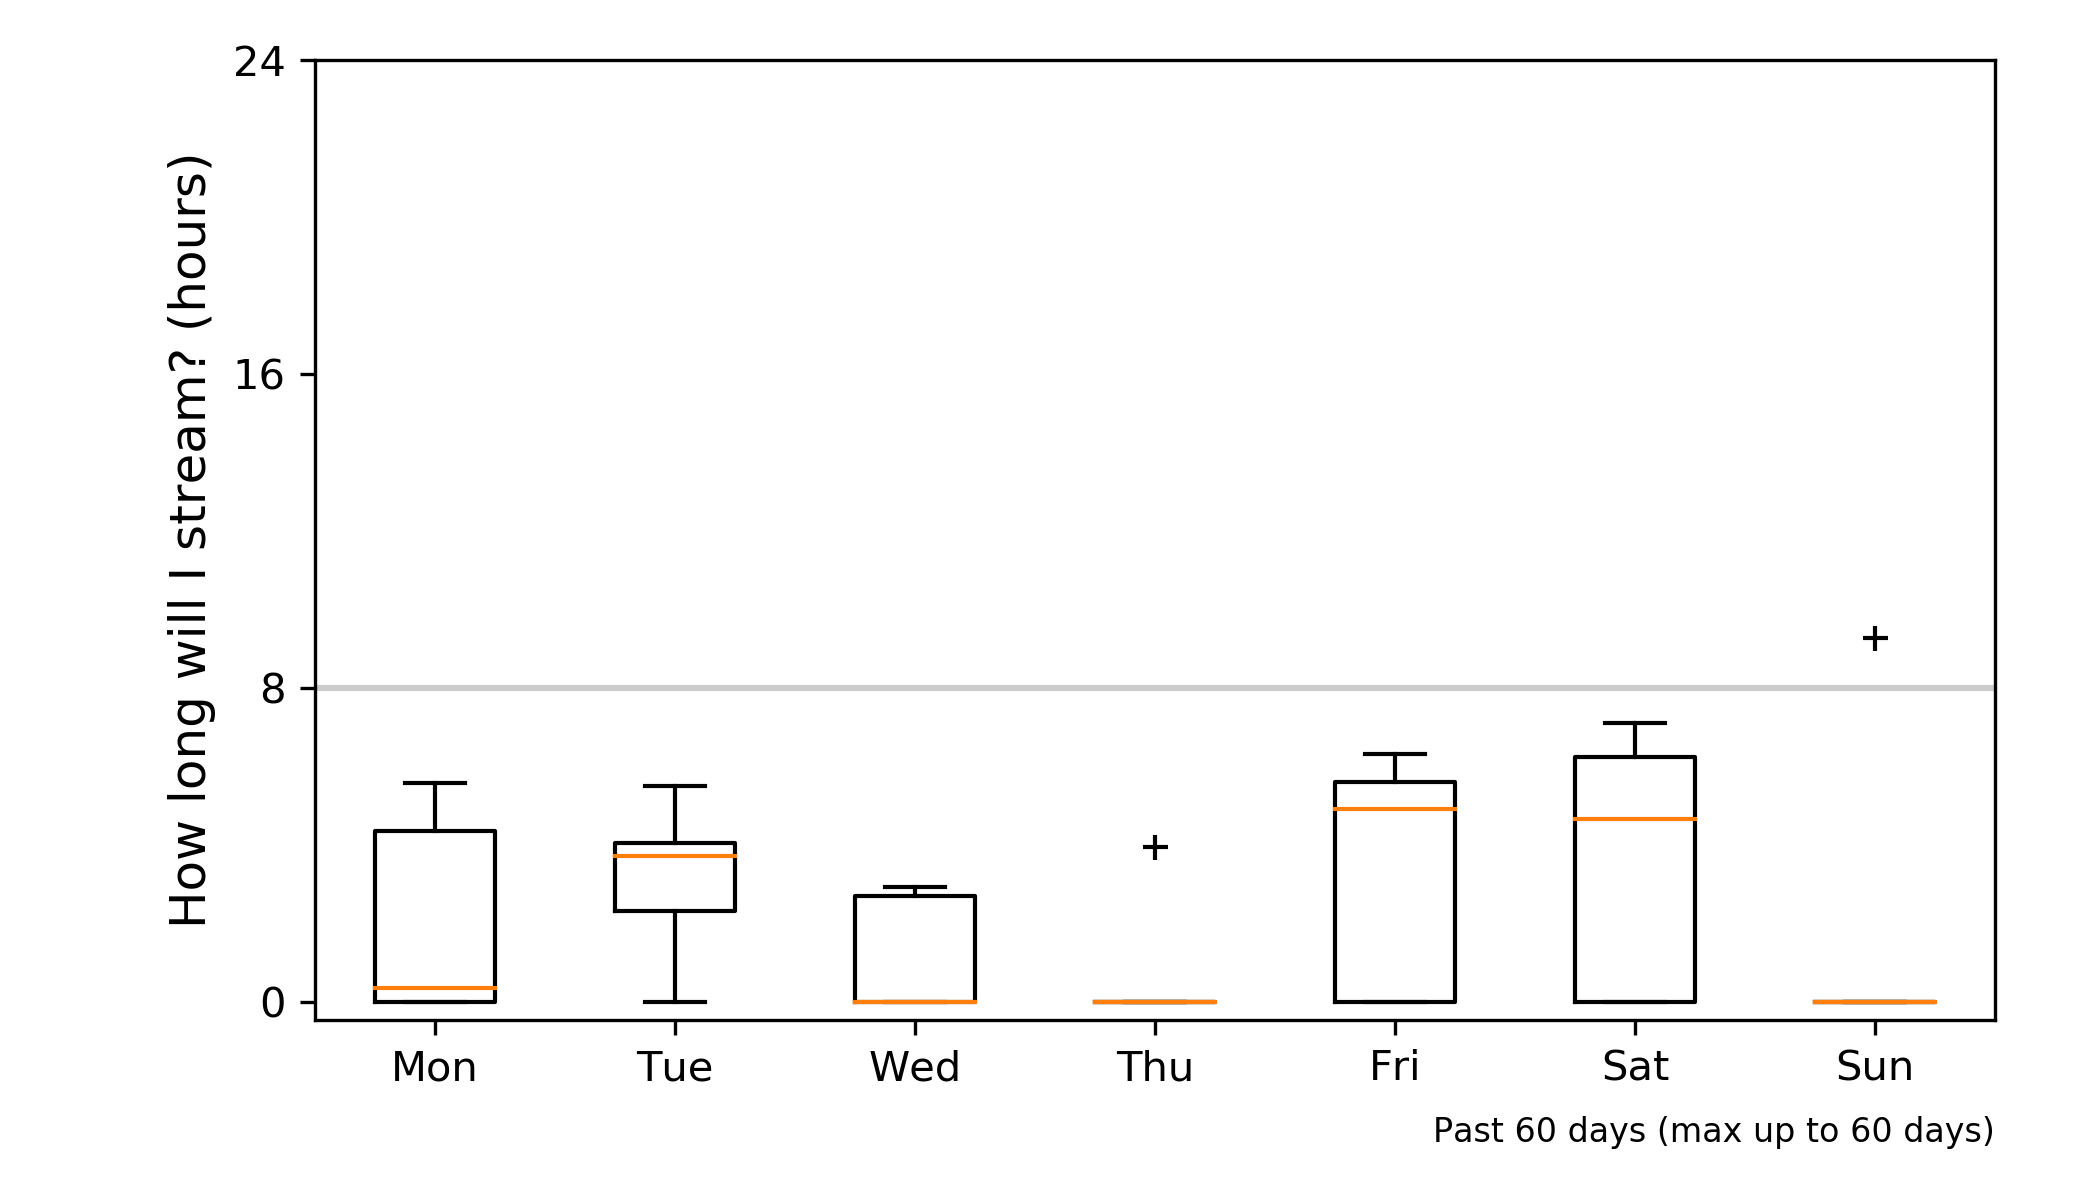 How long will I stream? (hours)
24
16
8
0
Mon Tue Wed Thu Fri Sat Sun
Past 60 days (max up to 60 days)